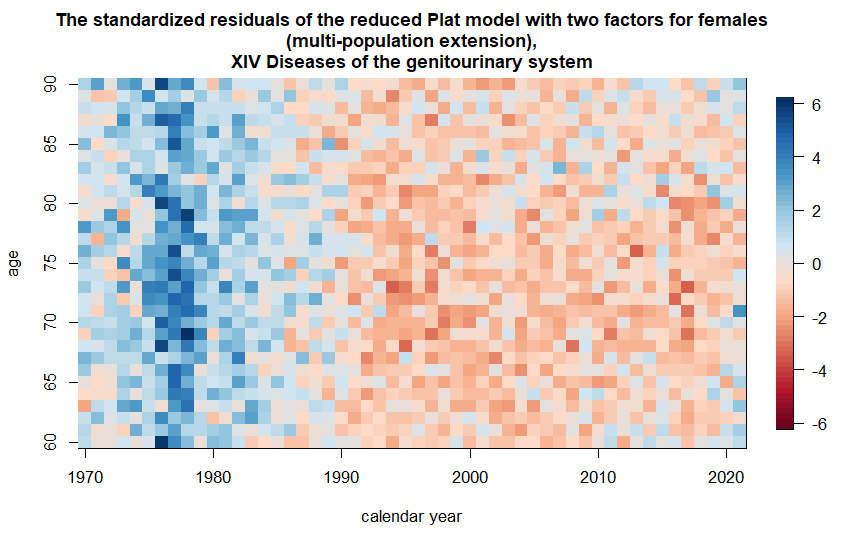 The standardized residuals of the reduced Plat model with two factors for females
(multi-population extension),
XIV Diseases of the genitourinary system
90
85
80
75
70
65
60
age
6
4
2
0
-2
-4
-6
1970 1980 1990 2000 2010 2020
calendar year